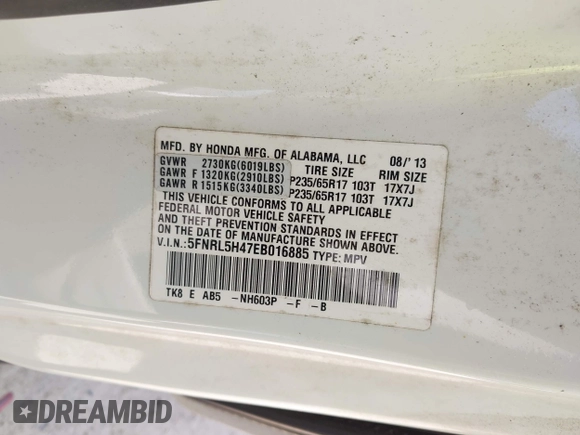 MFD. BY HONDA MFG. OF ALABAMA, LLC 08/'13
GVWR 2730KG(6019LBS) TIRE SIZE RIM SIZE
GAWR F 1320KG(2910LBS) P235/65R17 103T 17X7J
GAWR R 1515KG(3340LBS) P235/65R17 103T 17X7J
THIS VEHICLE CONFORMS TO ALL APPLICABLE
FEDERAL MOTOR VEHICLE SAFETY
AND THEFT PREVENTION STANDARDS IN EFFECT
ON THE DATE OF MANUFACTURE SHOWN ABOVE.
V.I.N.: 5FNRL5H47EB016885 TYPE: MPV
TK8 E AB5 -NH603P -F -B
DREAMBID